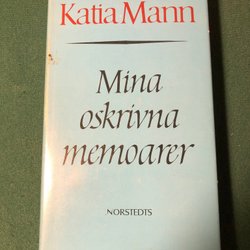 Katia Mann
Mina
oskrivna
memoarer
NORSTEDTS